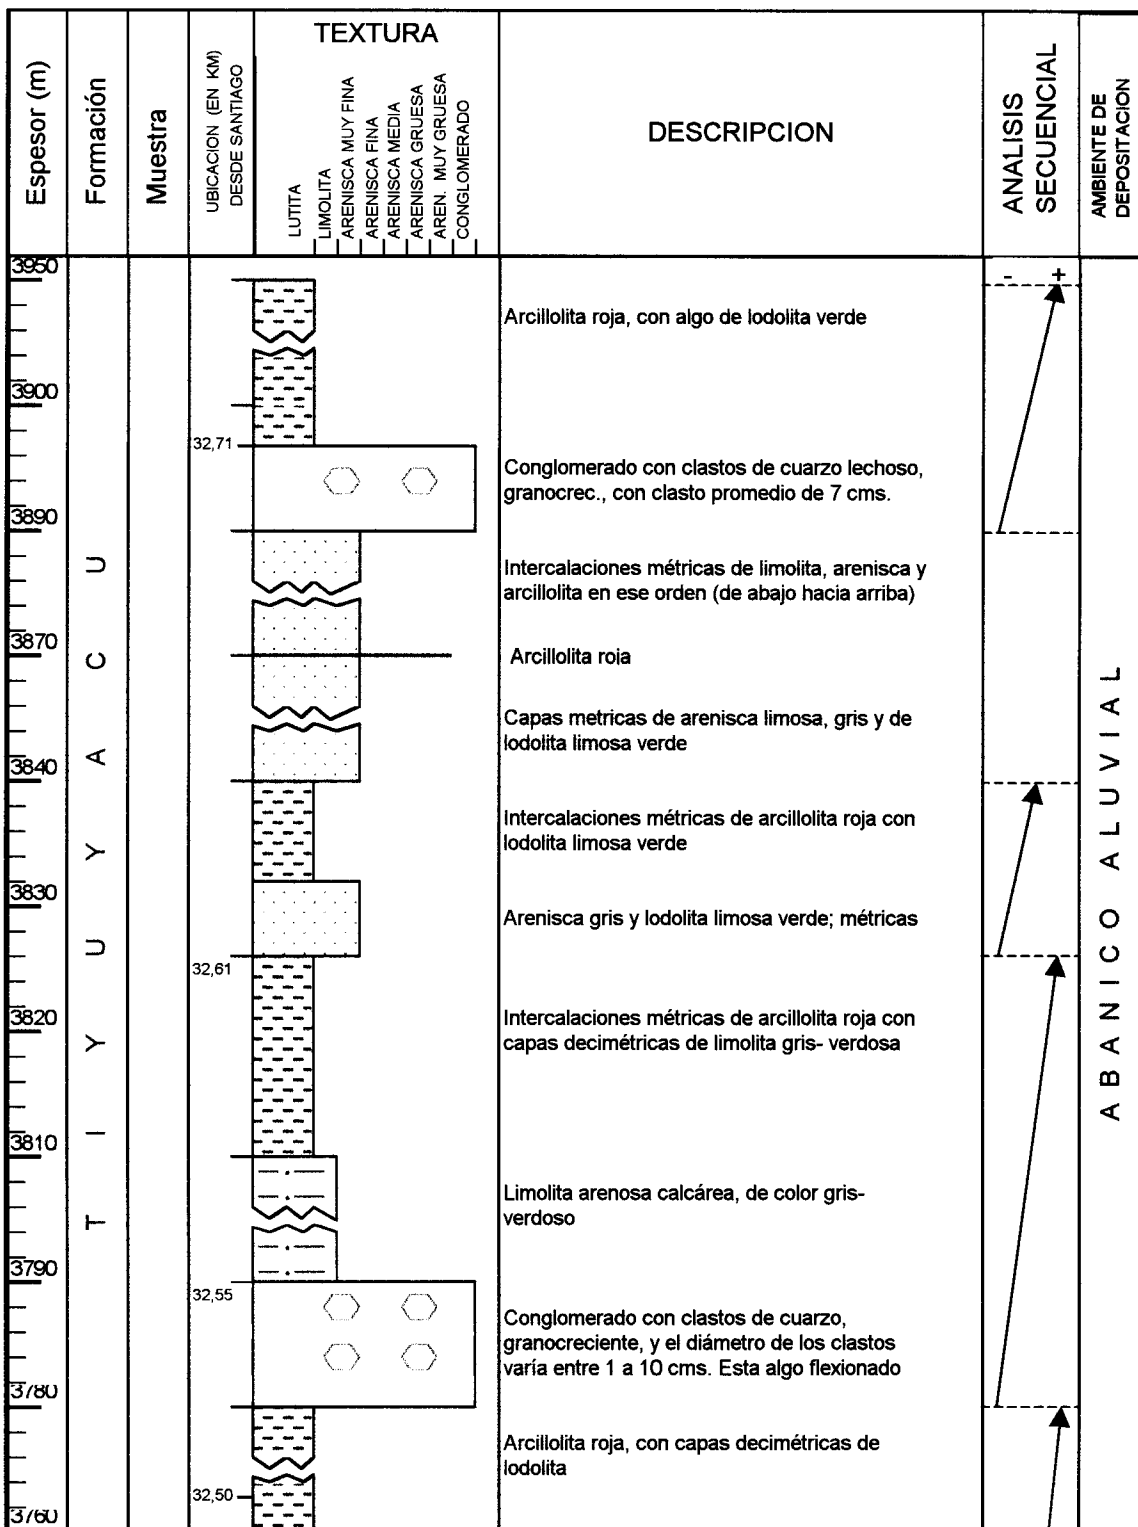 Espesor (m)
Formación
Muestra
UBICACION (EN KM)
DESDE SANTIAGO
TEXTURA
LUTITA
LIMOLITA
ARENISCA MUY FINA
ARENISCA FINA
ARENISCA MEDIA
ARENISCA GRUESA
AREN. MUY GRUESA
CONGLOMERADO
DESCRIPCION
ANALISIS
SECUENCIAL
AMBIENTE DE
DEPOSITACION
3950
- +
Arcillolita roja, con algo de lodolita verde
3900
32,71
Conglomerado con clastos de cuarzo lechoso,
granocrec., con clasto promedio de 7 cms.
3890
Intercalaciones métricas de limolita, arenisca y
arcillolita en ese orden (de abajo hacia arriba)
3870
Arcillolita roja
Capas metricas de arenisca limosa, gris y de
lodolita limosa verde
3840
Intercalaciones métricas de arcillolita roja con
lodolita limosa verde
3830
Arenisca gris y lodolita limosa verde; métricas
32,61
3820
Intercalaciones métricas de arcillolita roja con
capas decimétricas de limolita gris- verdosa
3810
Limolita arenosa calcárea, de color gris-
verdoso
3790
32,55
Conglomerado con clastos de cuarzo,
granocreciente, y el diámetro de los clastos
varía entre 1 a 10 cms. Esta algo flexionado
3780
Arcillolita roja, con capas decimétricas de
lodolita
32,50
3760
T I Y U Y A C U
A B A N I C O A L U V I A L